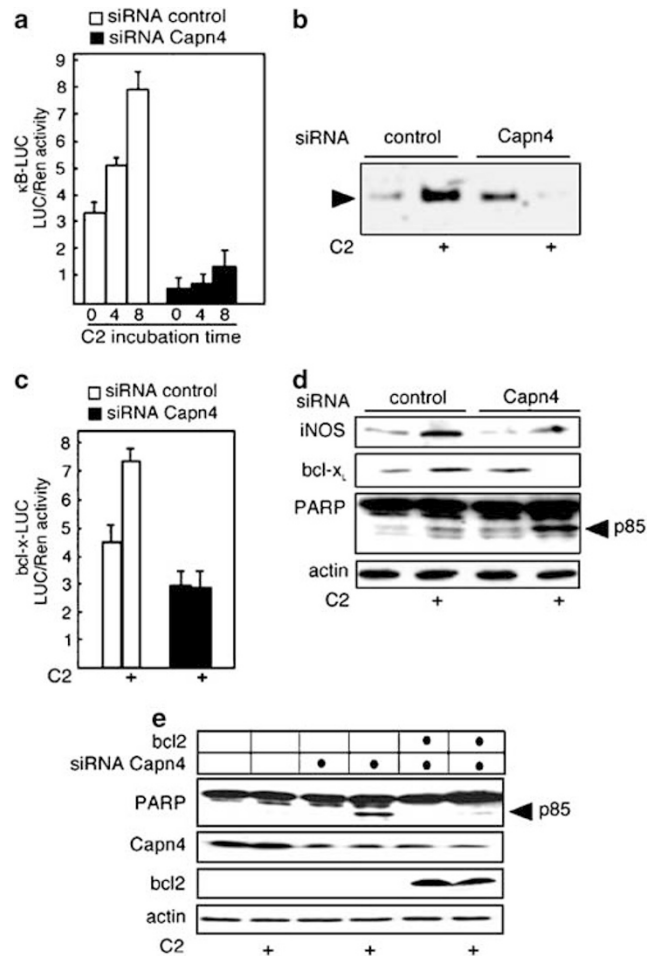 a
siRNA control
siRNA Capn4
κB-LUC
LUC/Ren activity
9
8
7
6
5
4
3
2
1
0 4 8 0 4 8
C2 incubation time
b
siRNA control Capn4
C2 + +
c
siRNA control
siRNA Capn4
bcl-x-LUC
LUC/Ren activity
8
7
6
5
4
3
2
1
C2 + +
d
siRNA control Capn4
iNOS
bcl-xL
PARP
p85
actin
C2 + +
e
bcl2 • •
siRNA Capn4 • • • •
PARP
p85
Capn4
bcl2
actin
C2 + + +